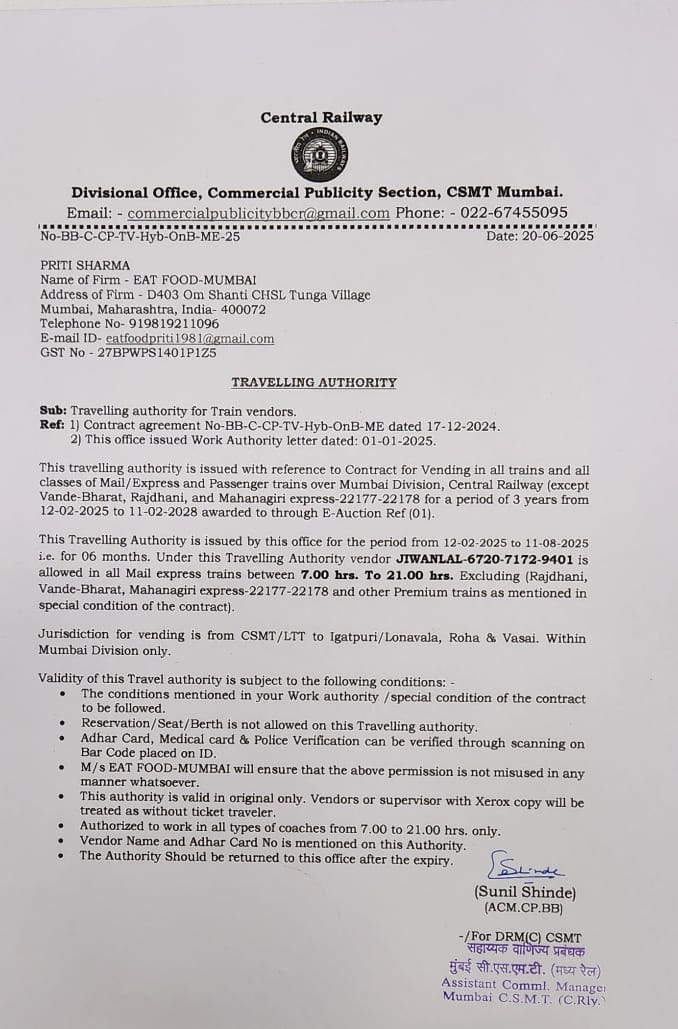 Central Railway
Divisional Office, Commercial Publicity Section, CSMT Mumbai.
Email: - commercialpublicitybbcr@gmail.com Phone: - 022-67455095
No-BB-C-CP-TV-Hyb-OnB-ME-25 Date: 20-06-2025
PRITI SHARMA
Name of Firm - EAT FOOD-MUMBAI
Address of Firm - D403 Om Shanti CHSL Tunga Village
Mumbai, Maharashtra, India- 400072
Telephone No- 919819211096
E-mail ID- eatfoodpriti1981@gmail.com
GST No - 27BPWPS1401P1Z5
TRAVELLING AUTHORITY
Sub: Travelling authority for Train vendors.
Ref: 1) Contract agreement No-BB-C-CP-TV-Hyb-OnB-ME dated 17-12-2024.
2) This office issued Work Authority letter dated: 01-01-2025.
This travelling authority is issued with reference to Contract for Vending in all trains and all
classes of Mail/Express and Passenger trains over Mumbai Division, Central Railway (except
Vande-Bharat, Rajdhani, and Mahanagiri express-22177-22178 for a period of 3 years from
12-02-2025 to 11-02-2028 awarded to through E-Auction Ref (01).
This Travelling Authority is issued by this office for the period from 12-02-2025 to 11-08-2025
i.e. for 06 months. Under this Travelling Authority vendor JIWANLAL-6720-7172-9401 is
allowed in all Mail express trains between 7.00 hrs. To 21.00 hrs. Excluding (Rajdhani,
Vande-Bharat, Mahanagiri express-22177-22178 and other Premium trains as mentioned in
special condition of the contract).
Jurisdiction for vending is from CSMT/LTT to Igatpuri/Lonavala, Roha & Vasai. Within
Mumbai Division only.
Validity of this Travel authority is subject to the following conditions: -
• The conditions mentioned in your Work authority /special condition of the contract
to be followed.
• Reservation/Seat/Berth is not allowed on this Travelling authority.
• Adhar Card, Medical card & Police Verification can be verified through scanning on
Bar Code placed on ID.
• M/s EAT FOOD-MUMBAI will ensure that the above permission is not misused in any
manner whatsoever.
• This authority is valid in original only. Vendors or supervisor with Xerox copy will be
treated as without ticket traveler.
• Authorized to work in all types of coaches from 7.00 to 21.00 hrs. only.
• Vendor Name and Adhar Card No is mentioned on this Authority.
• The Authority Should be returned to this office after the expiry.
Shinde
(Sunil Shinde)
(ACM.CP.BB)
-/For DRM(C) CSMT
सहाय्यक वाणिज्य प्रबंधक
मुंबई सी.एस.एम.टी. (मध्य रेल)
Assistant Comml. Manager
Mumbai C.S.M.T. (C.Rly.)